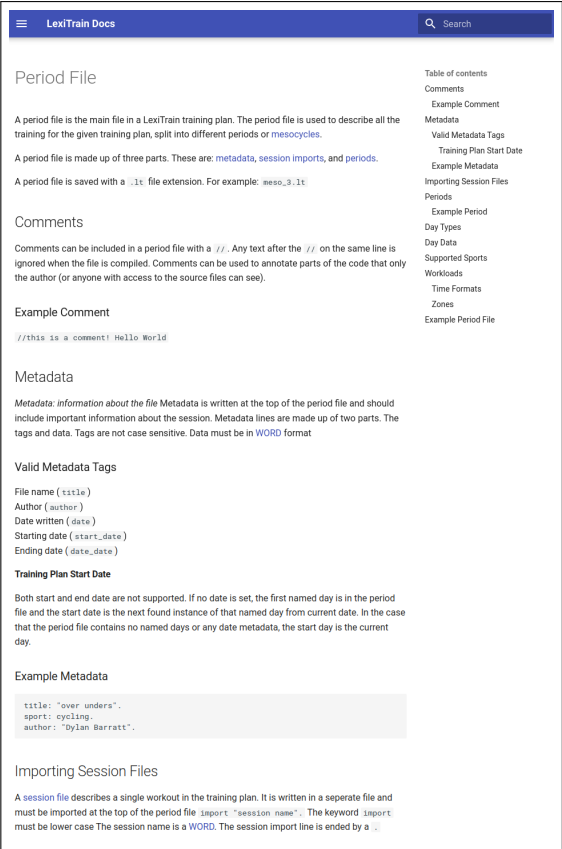 LexiTrain Docs
Search
Period File
A period file is the main file in a LexiTrain training plan. The period file is used to describe all the
training for the given training plan, split into different periods or mesocycles.
A period file is made up of three parts. These are: metadata, session imports, and periods.
A period file is saved with a .lt file extension. For example: meso_3.lt
Comments
Comments can be included in a period file with a //. Any text after the // on the same line is
ignored when the file is compiled. Comments can be used to annotate parts of the code that only
the author (or anyone with access to the source files can see).
Example Comment
//this is a comment! Hello World
Metadata
Metadata: information about the file Metadata is written at the top of the period file and should
include important information about the session. Metadata lines are made up of two parts. The
tags and data. Tags are not case sensitive. Data must be in WORD format
Valid Metadata Tags
File name ( title )
Author ( author )
Date written ( date )
Starting date ( start_date )
Ending date ( date_date )
Training Plan Start Date
Both start and end date are not supported. If no date is set, the first named day is in the period
file and the start date is the next found instance of that named day from current date. In the case
that the period file contains no named days or any date metadata, the start day is the current
day.
Example Metadata
title: "over unders".
sport: cycling.
author: "Dylan Barratt".
Importing Session Files
A session file describes a single workout in the training plan. It is written in a seperate file and
must be imported at the top of the period file import "session name". The keyword import
must be lower case The session name is a WORD. The session import line is ended by a .
Table of contents
Comments
Example Comment
Metadata
Valid Metadata Tags
Training Plan Start Date
Example Metadata
Importing Session Files
Periods
Example Period
Day Types
Day Data
Supported Sports
Workloads
Time Formats
Zones
Example Period File